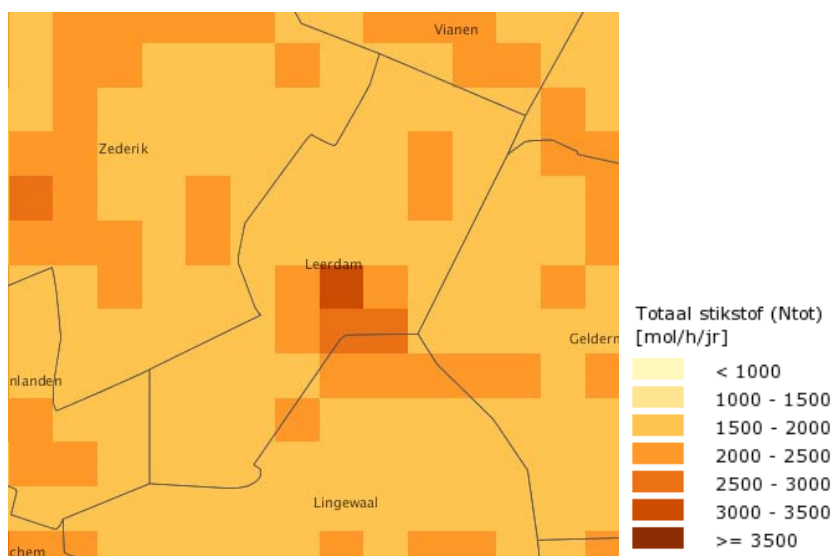 Vianen
Zederik
Leerdam
Gelderm
nlanden
Lingewaal
chem
Totaal stikstof (Ntot)
[mol/h/jr]
< 1000
1000 - 1500
1500 - 2000
2000 - 2500
2500 - 3000
3000 - 3500
>= 3500